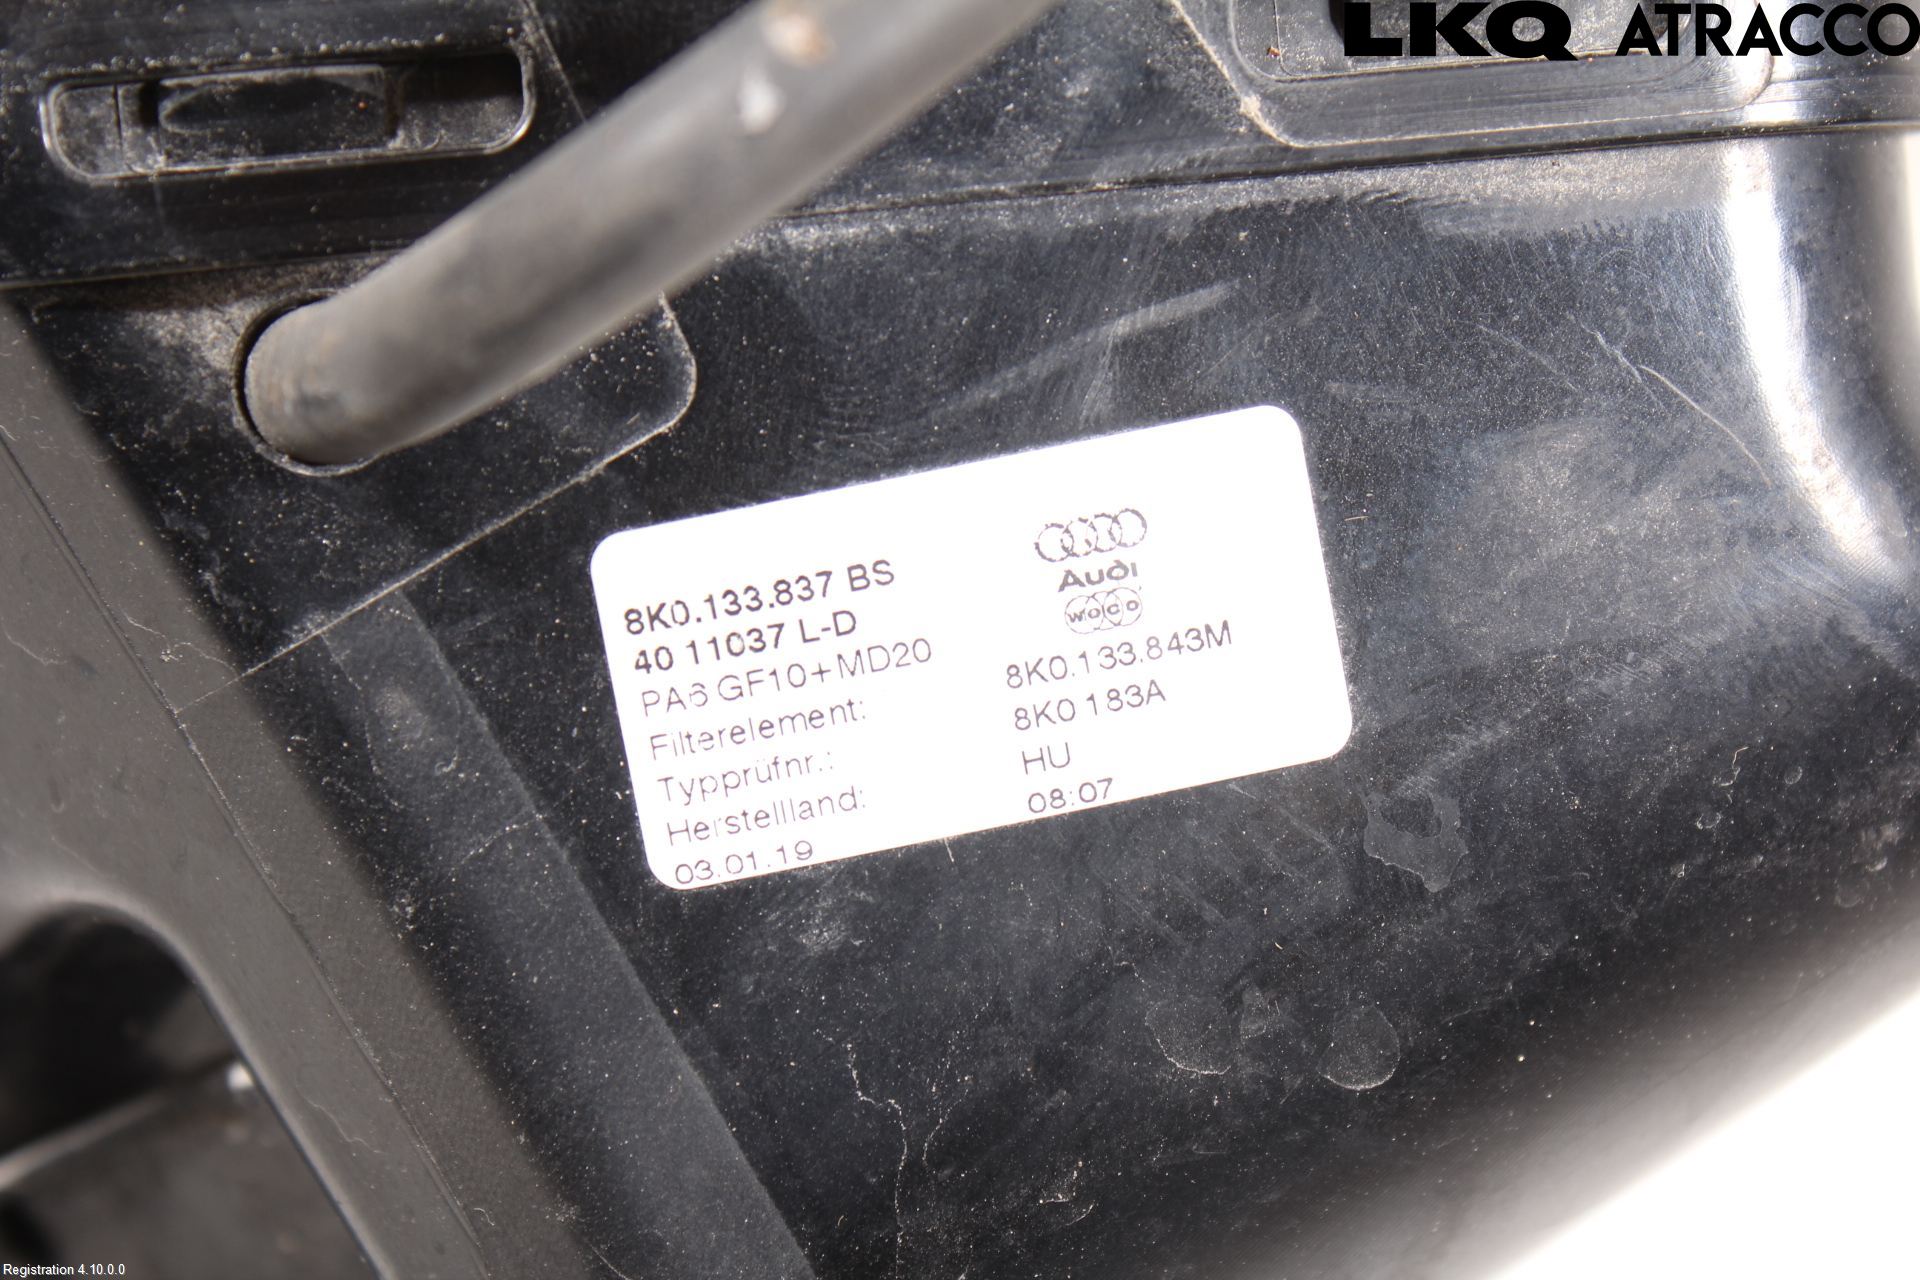 LKQ ATRACCO
8K0.133.837 BS
40 11037 L-D
PA6 GF10+MD20
Filterelement: 8K0.133.843M
Typprüfnr.: 8K0 183A
Herstellland: HU
03.01.19 08:07
Audi
WOCO
Registration 4.10.0.0